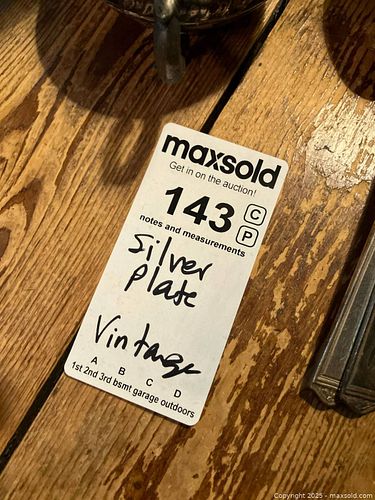 maxsold
Get in on the auction!
143 C
P
notes and measurements
Silver
Plate
Vintage
A B C D
1st 2nd 3rd bsmt garage outdoors
Copyright © 2025 - maxsold.com